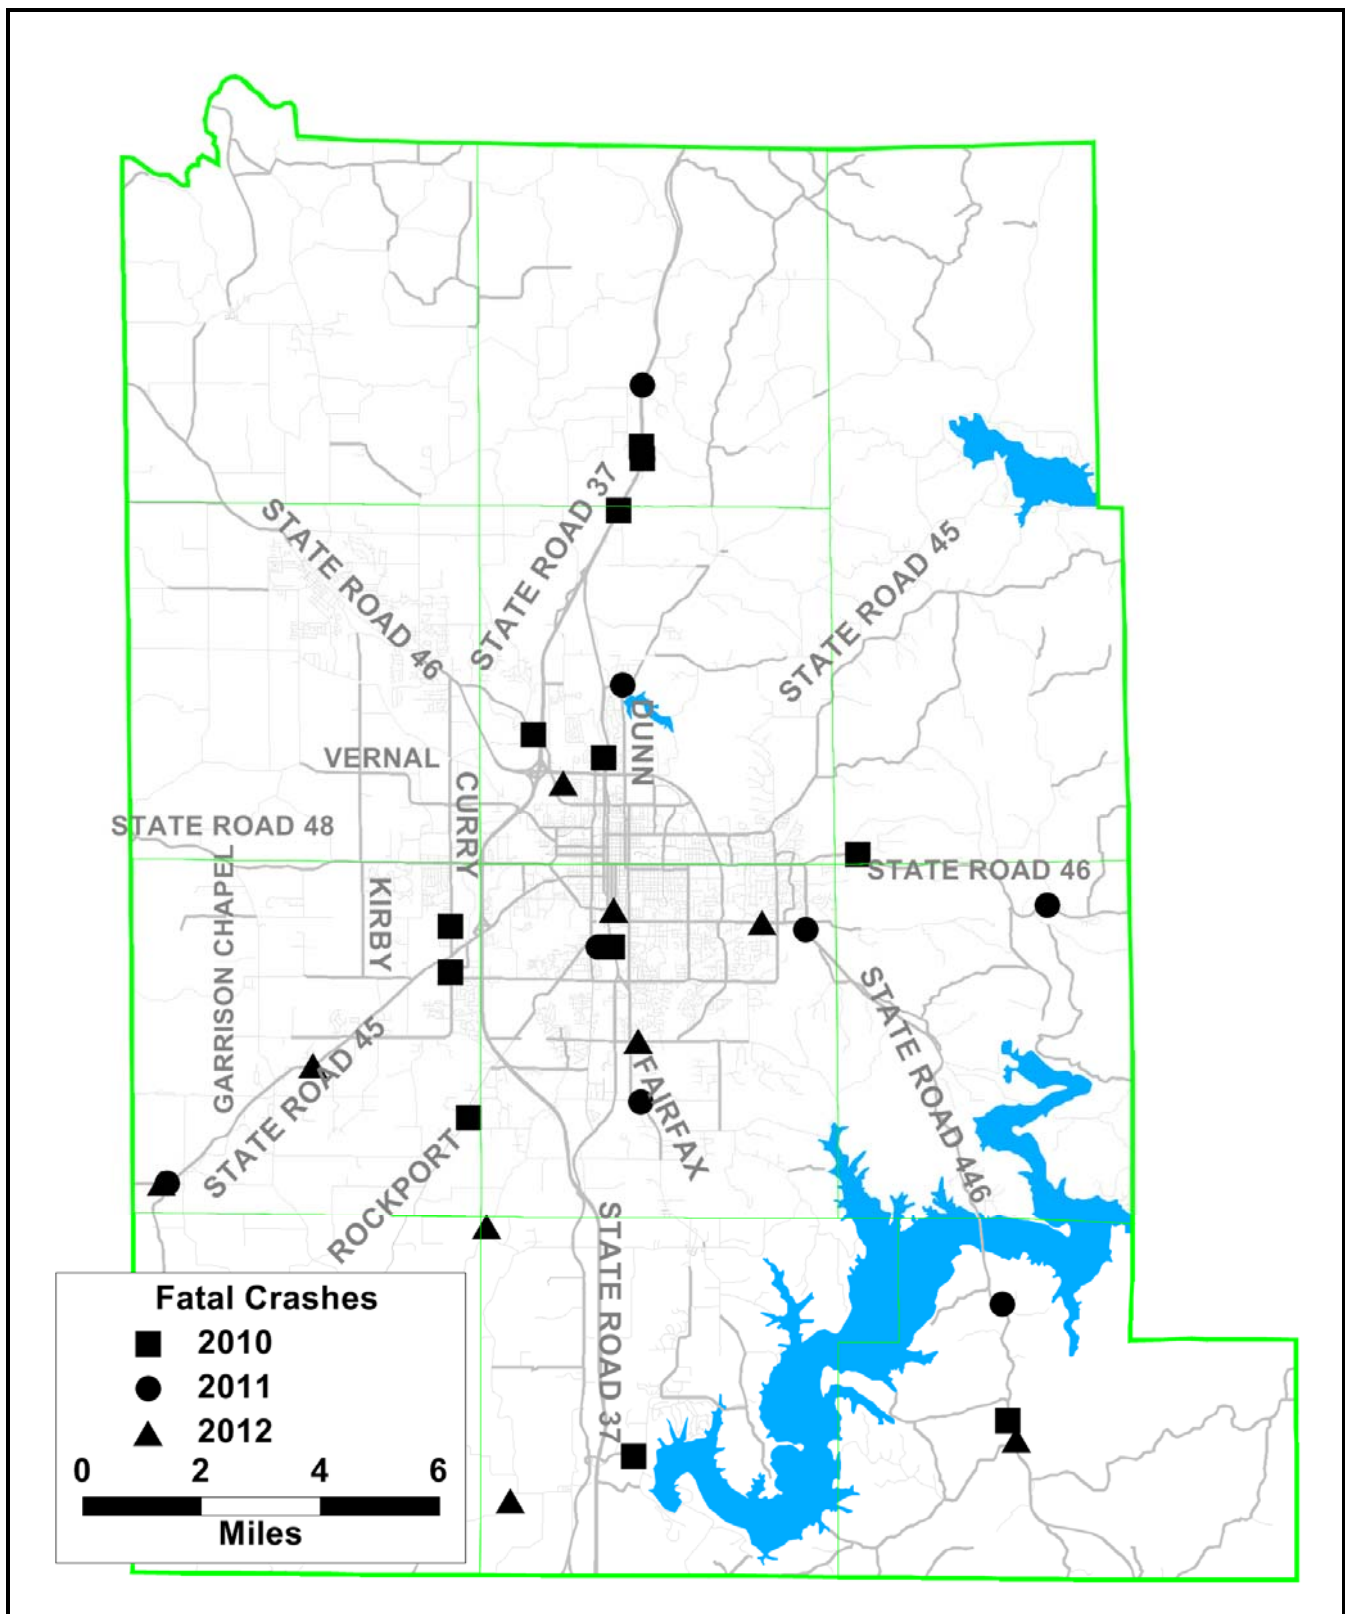 STATE ROAD 37
STATE ROAD 46
STATE ROAD 45
DUNN
VERNAL
CURRY
STATE ROAD 48
STATE ROAD 46
KIRBY
GARRISON CHAPEL
STATE ROAD 446
STATE ROAD 45
FAIRFAX
ROCKPORT
STATE ROAD 37
Fatal Crashes
2010
2011
2012
0 2 4 6
Miles